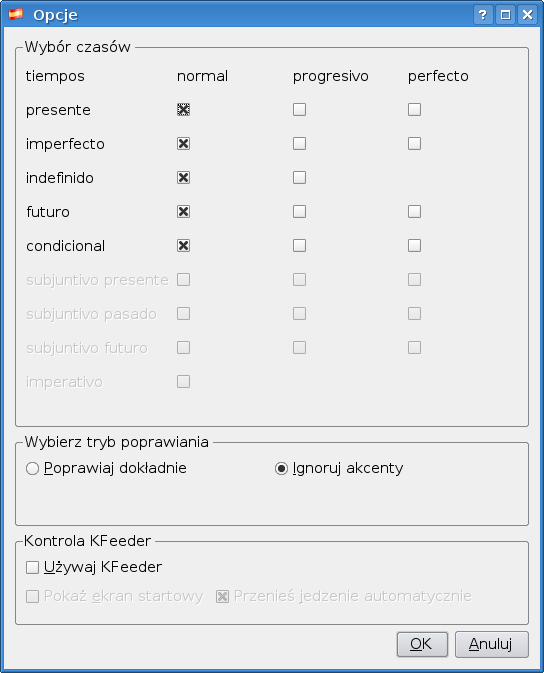 Opcje
Wybór czasów
tiempos normal progresivo perfecto
presente
imperfecto
indefinido
futuro
condicional
subjuntivo presente
subjuntivo pasado
subjuntivo futuro
imperativo
Wybierz tryb poprawiania
Poprawiaj dokładnie Ignoruj akcenty
Kontrola KFeeder
Używaj KFeeder
Pokaż ekran startowy Przenieś jedzenie automatycznie
OK Anuluj